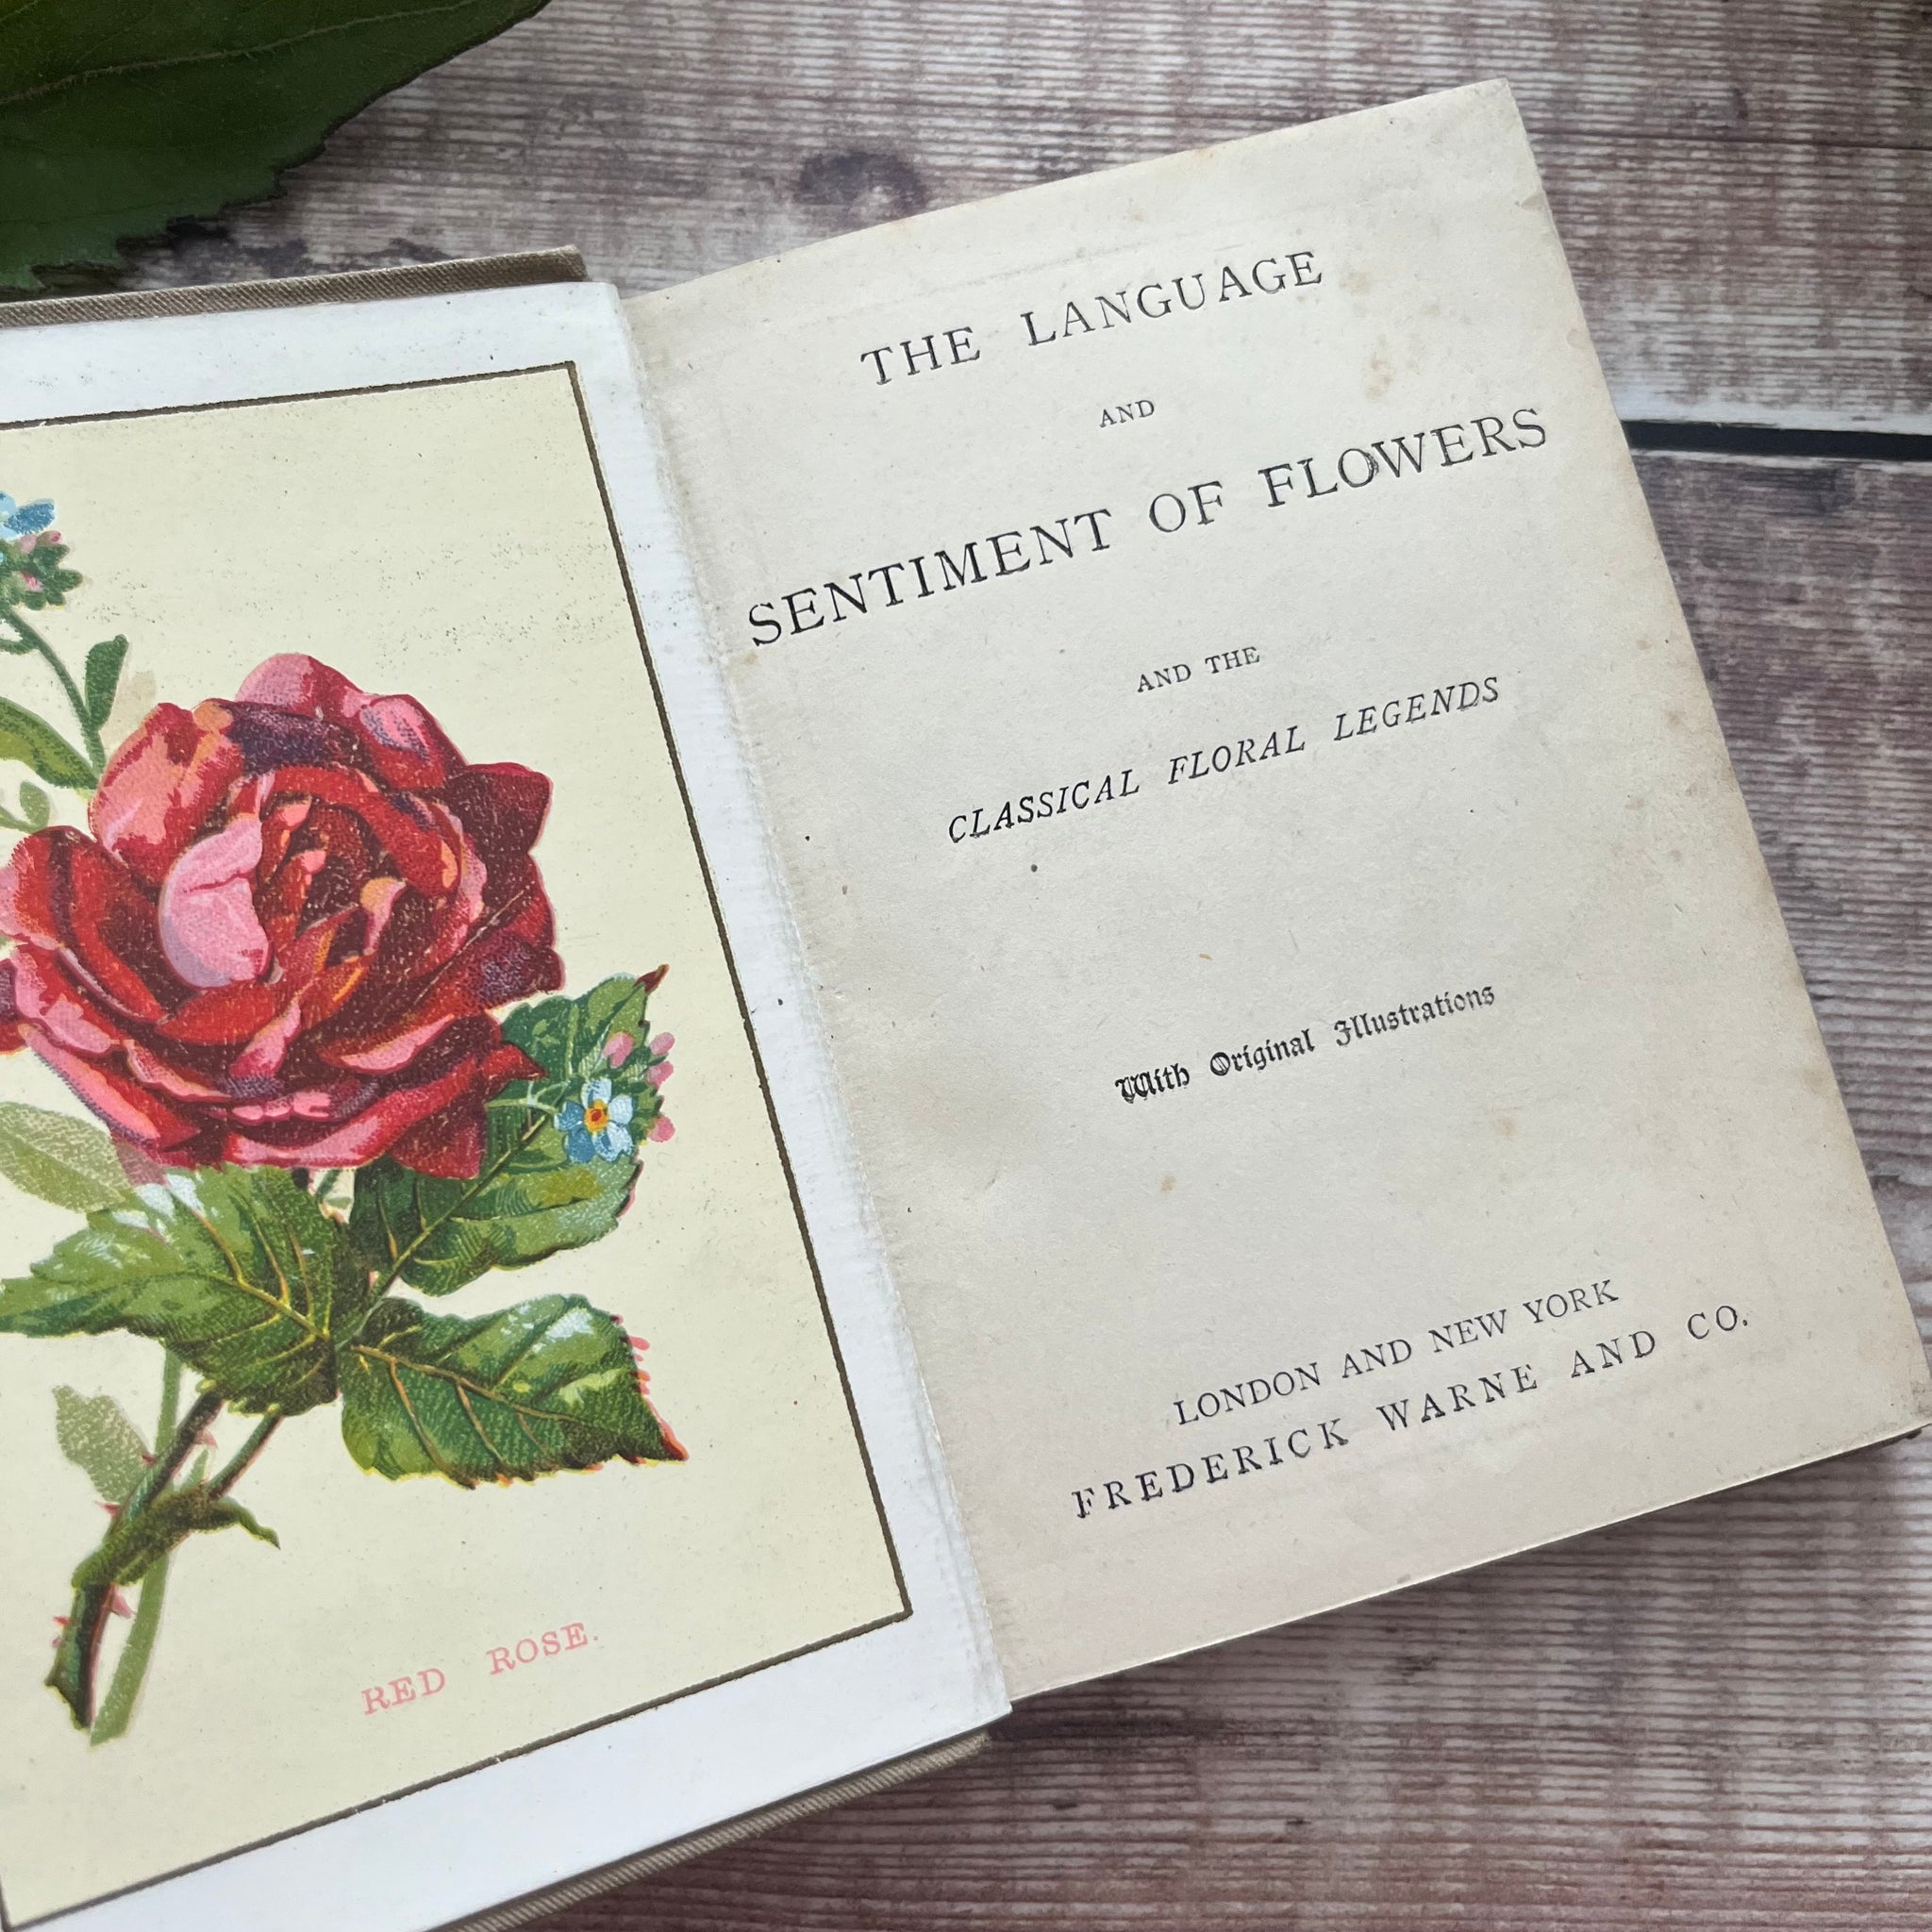 RED ROSE.
THE LANGUAGE
AND
SENTIMENT OF FLOWERS
AND THE
CLASSICAL FLORAL LEGENDS
With Original Illustrations
LONDON AND NEW YORK
FREDERICK WARNE AND CO.